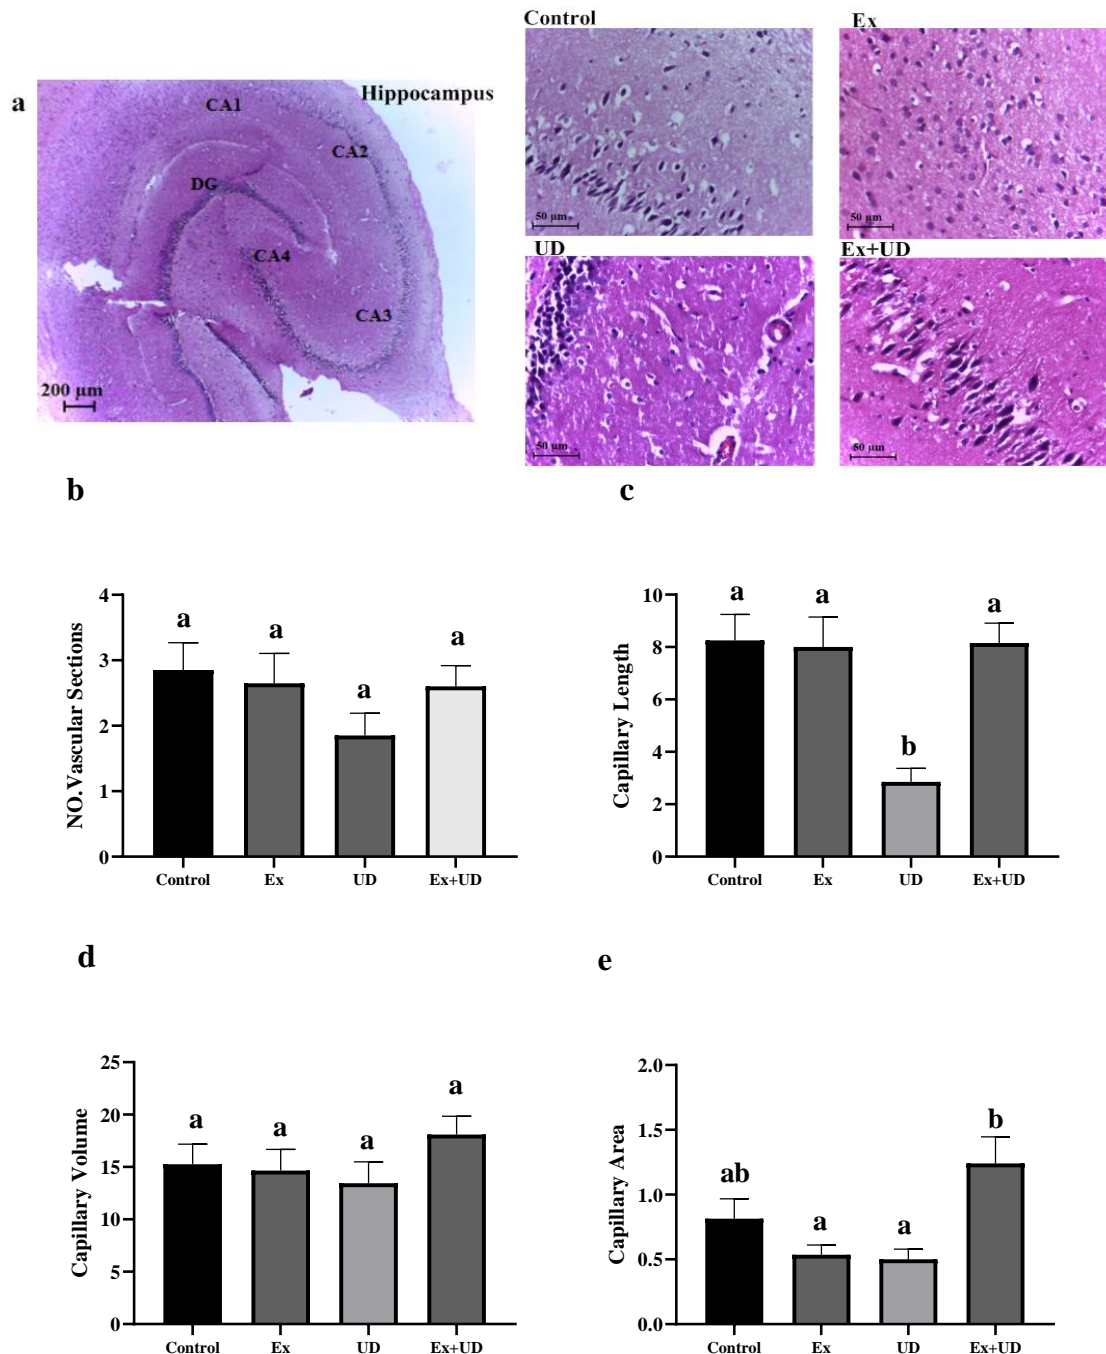 a
Hippocampus
CA1
CA2
DG
CA4
CA3
200 μm
Control
50 μm
Ex
50 μm
UD
50 μm
Ex+UD
50 μm
b
NO.Vascular Sections
4
3
2
1
0
a
a
a
a
Control
Ex
UD
Ex+UD
c
Capillary Length
10
8
6
4
2
0
a
a
b
a
Control
Ex
UD
Ex+UD
d
Capillary Volume
25
20
15
10
5
0
a
a
a
a
Control
Ex
UD
Ex+UD
e
Capillary Area
2.0
1.5
1.0
0.5
0.0
ab
a
a
b
Control
Ex
UD
Ex+UD